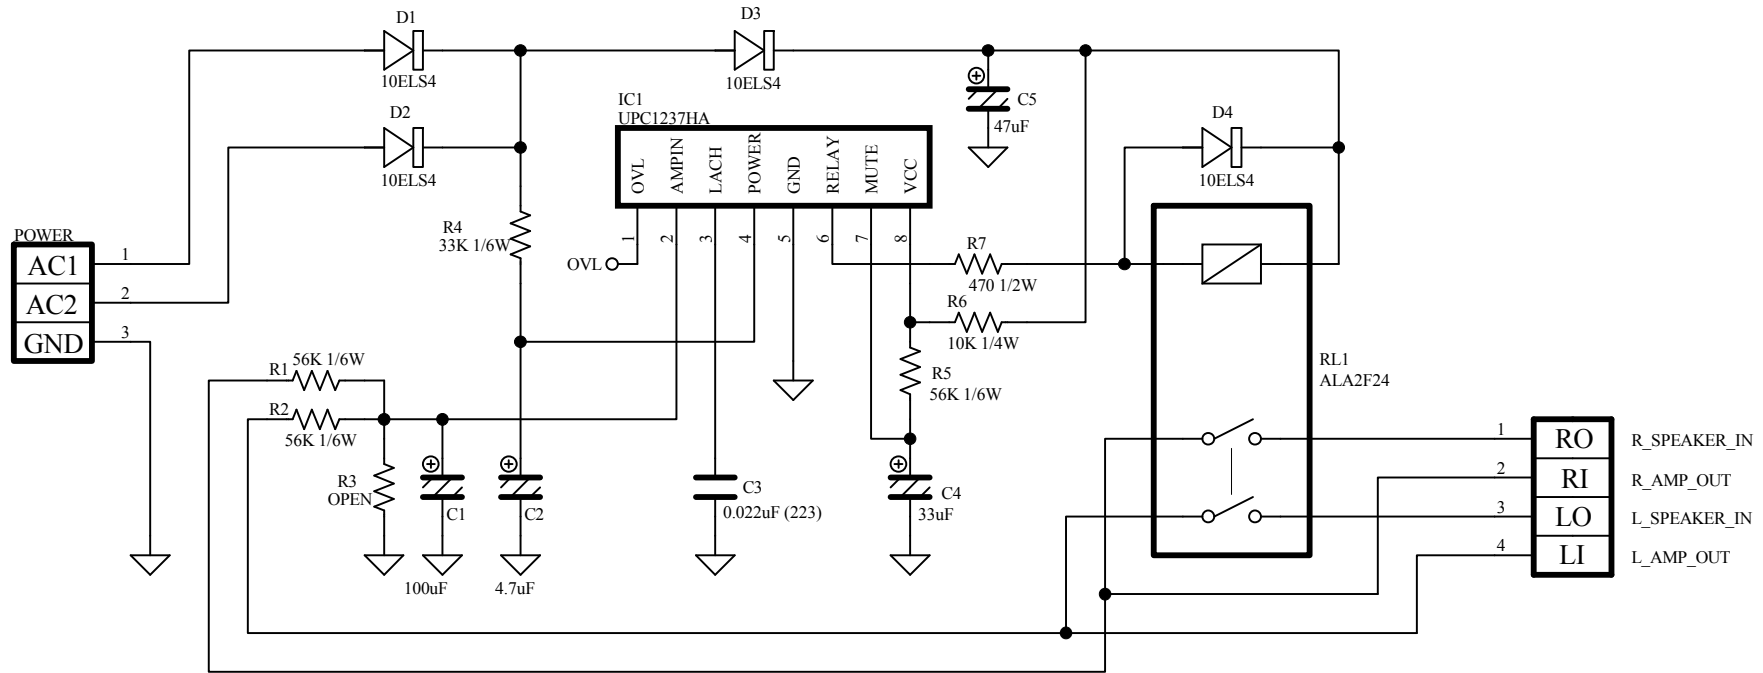 D1
10ELS4
D3
10ELS4
D2
10ELS4
IC1
UPC1237HA
OVL
AMPIN
LACH
POWER
GND
RELAY
MUTE
VCC
1
2
3
4
5
6
7
8
C5
47uF
D4
10ELS4
R4
33K 1/6W
OVL
POWER
AC1
AC2
GND
1
2
3
R7
470 1/2W
R6
10K 1/4W
R5
56K 1/6W
R1
56K 1/6W
R2
56K 1/6W
R3
OPEN
C1
100uF
C2
4.7uF
C3
0.022uF (223)
C4
33uF
RL1
ALA2F24
1
2
3
4
RO
RI
LO
LI
R_SPEAKER_IN
R_AMP_OUT
L_SPEAKER_IN
L_AMP_OUT